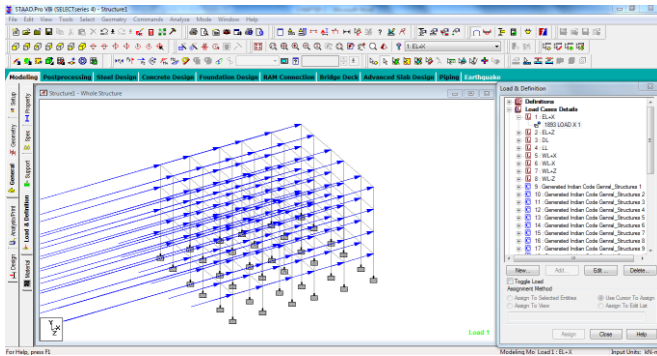 STAAD.Pro V8i (SELECTseries 4) - Structure1
File Edit View Tools Select Geometry Commands Analyze Mode Window Help
1: EL+X
Modeling Postprocessing Steel Design Concrete Design Foundation Design RAM Connection Bridge Deck Advanced Slab Design Piping Earthquake
Setup
Geometry
General
Analysis/Print
Design
Property
Spec
Support
Load & Definition
Material
Structure1 - Whole Structure
Load 1
Load & Definition
Definitions
Load Cases Details
1 : EL+X
1893 LOAD X 1
2 : EL+Z
3 : DL
4 : LL
5 : WL+X
6 : WL-X
7 : WL+Z
8 : WL-Z
9 : Generated Indian Code Genral_Structures 1
10 : Generated Indian Code Genral_Structures 2
11 : Generated Indian Code Genral_Structures 3
12 : Generated Indian Code Genral_Structures 4
13 : Generated Indian Code Genral_Structures 5
14 : Generated Indian Code Genral_Structures 6
15 : Generated Indian Code Genral_Structures 7
16 : Generated Indian Code Genral_Structures 8
17 : Generated Indian Code Genral_Structures 9
New... Add... Edit... Delete...
Toggle Load
Assignment Method
Assign To Selected Entities Use Cursor To Assign
Assign To View Assign To Edit List
Assign Close Help
For Help, press F1
Modeling Mo Load 1 : EL+X Input Units: kN-m